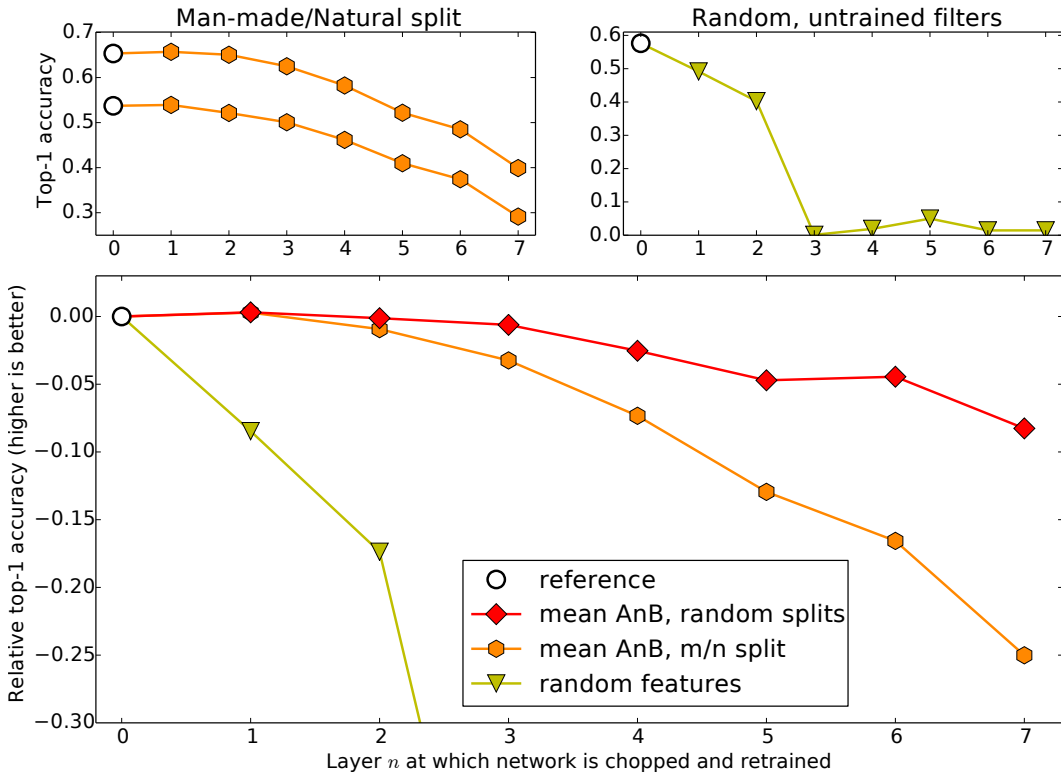 Man-made/Natural split
Top-1 accuracy
0.7
0.6
0.5
0.4
0.3
0 1 2 3 4 5 6 7
Random, untrained filters
0.6
0.5
0.4
0.3
0.2
0.1
0.0
0 1 2 3 4 5 6 7
Relative top-1 accuracy (higher is better)
0.00
−0.05
−0.10
−0.15
−0.20
−0.25
−0.30
reference
mean AnB, random splits
mean AnB, m/n split
random features
0 1 2 3 4 5 6 7
Layer n at which network is chopped and retrained